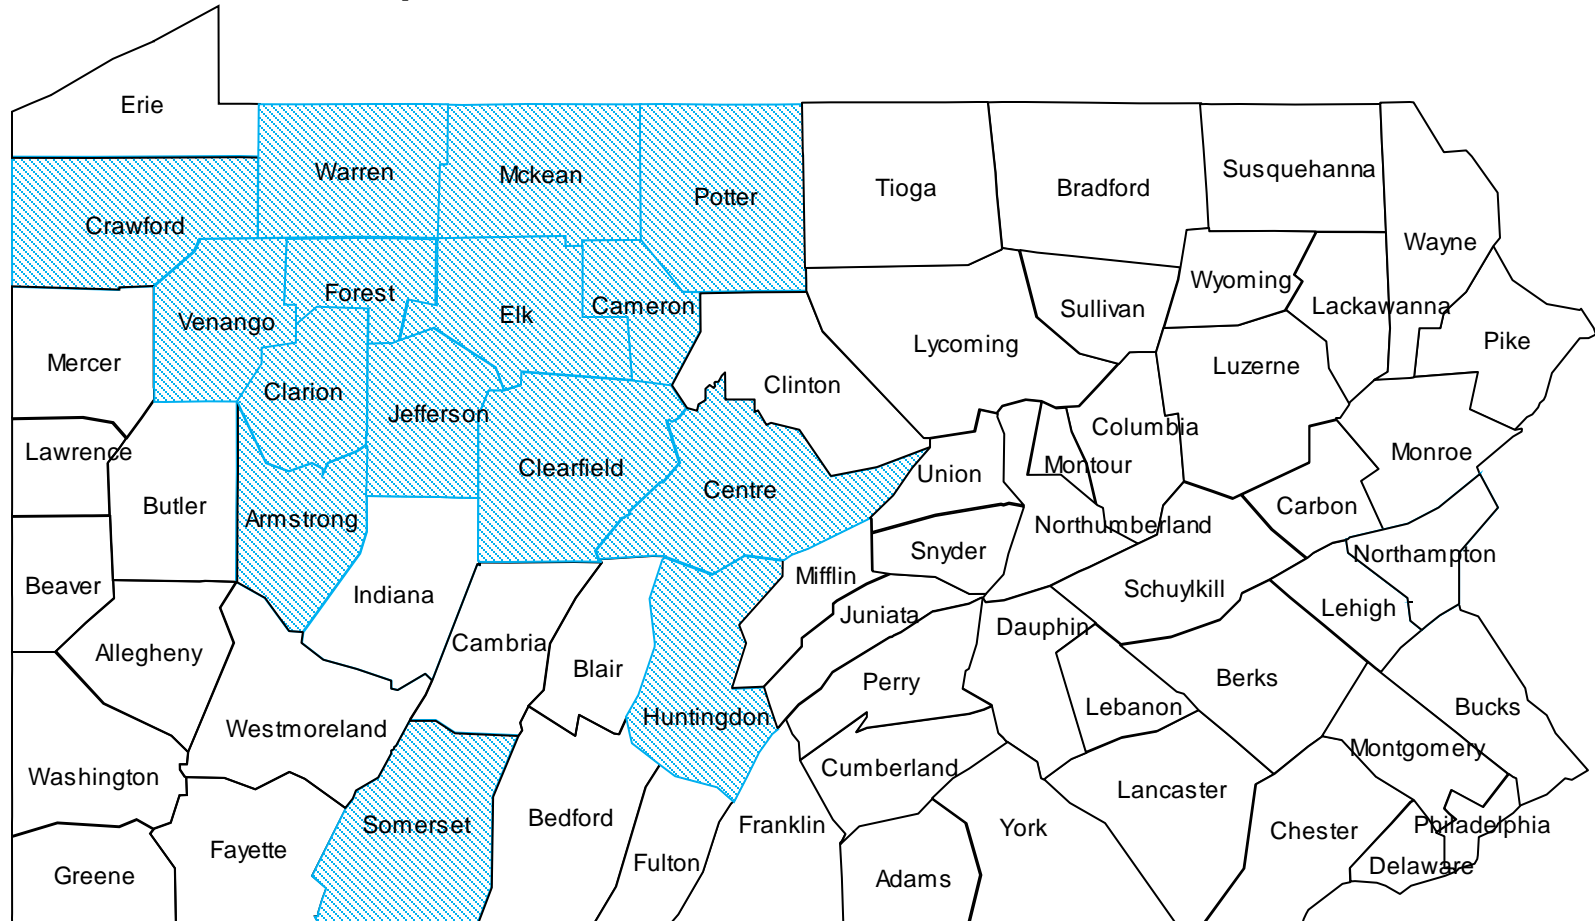 Erie
Warren
Mckean
Potter
Tioga
Bradford
Susquehanna
Wayne
Crawford
Venango
Forest
Elk
Cameron
Wyoming
Lackawanna
Sullivan
Pike
Mercer
Clarion
Jefferson
Clinton
Lycoming
Luzerne
Lawrence
Butler
Armstrong
Clearfield
Centre
Union
Montour
Columbia
Monroe
Carbon
Northumberland
Snyder
Northampton
Beaver
Indiana
Mifflin
Juniata
Schuylkill
Lehigh
Allegheny
Cambria
Blair
Dauphin
Perry
Lebanon
Berks
Bucks
Westmoreland
Huntingdon
Montgomery
Washington
Cumberland
Lancaster
Somerset
Bedford
Franklin
York
Chester
Philadelphia
Greene
Fayette
Fulton
Adams
Delaware